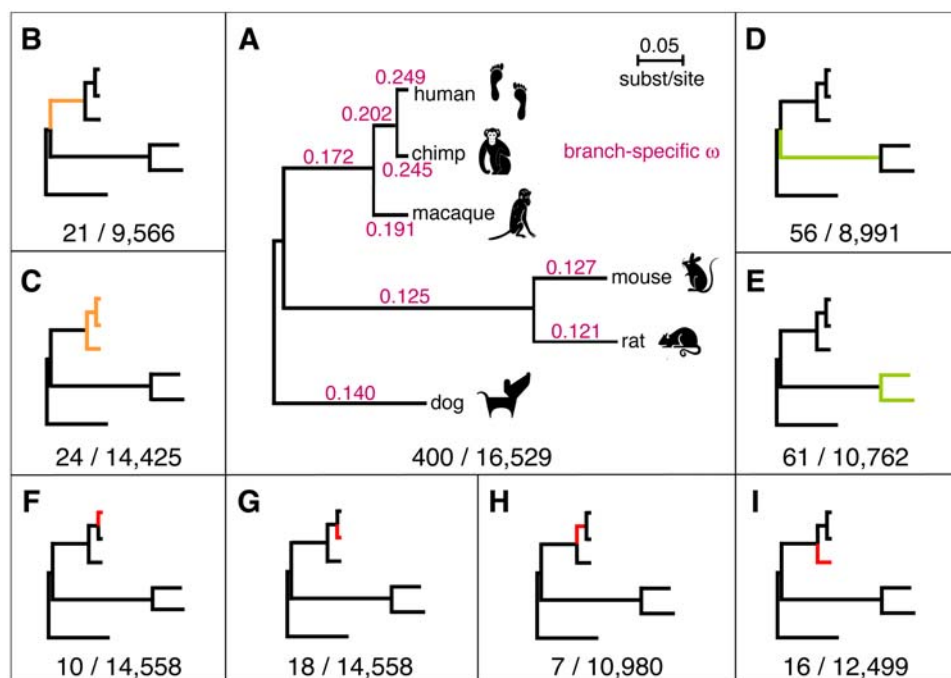 B
21 / 9,566
C
24 / 14,425
A
0.05
subst/site
branch-specific ω
0.249
human
0.202
chimp
0.245
0.172
macaque
0.191
0.127
mouse
0.125
0.121
rat
0.140
dog
400 / 16,529
D
56 / 8,991
E
61 / 10,762
F
10 / 14,558
G
18 / 14,558
H
7 / 10,980
I
16 / 12,499